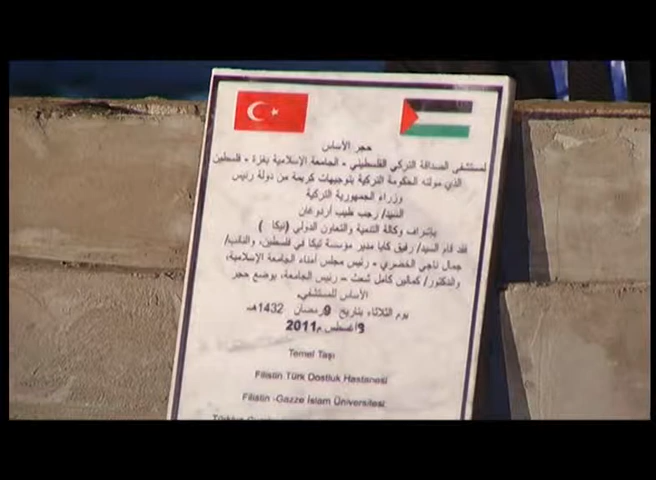 حجر الأساس
لمستشفى الصداقة التركي الفلسطيني - الجامعة الإسلامية بغزة - فلسطين
الذي مولته الحكومة التركية بتوجيهات كريمة من دولة رئيس
وزراء الجمهورية التركية
السيد/ رجب طيب أردوغان
بإشراف وكالة التنمية والتعاون الدولي (تيكا)
فقد قام السيد/ رفيق كايا مدير مؤسسة تيكا في فلسطين، والنائب/
جمال ناجي الخضري - رئيس مجلس أمناء الجامعة الإسلامية،
والدكتور/ كمالين كامل شعث – رئيس الجامعة، بوضع حجر
الأساس للمستشفى
يوم الثلاثاء بتاريخ 9 رمضان 1432هـ
9 أغسطس 2011م
Temel Taşı
Filistin Türk Dostluk Hastanesi
Filistin -Gazze İslam Üniversitesi